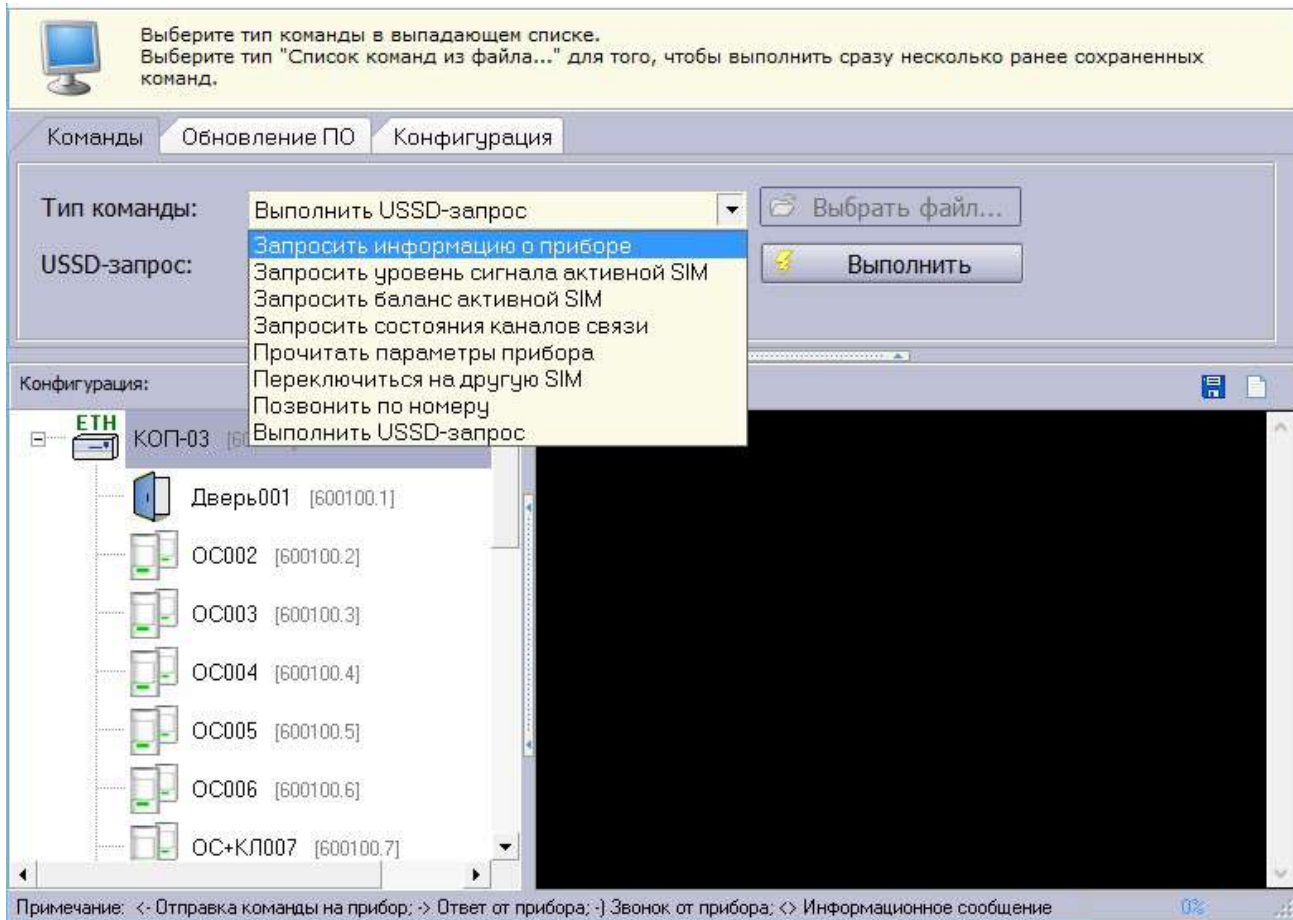 Выберите тип команды в выпадающем списке.
Выберите тип "Список команд из файла..." для того, чтобы выполнить сразу несколько ранее сохраненных
команд.
Команды Обновление ПО Конфигурация
Тип команды: Выполнить USSD-запрос Выбрать файл...
Запросить информацию о приборе
USSD-запрос: Запросить уровень сигнала активной SIM Выполнить
Запросить баланс активной SIM
Запросить состояния каналов связи
Прочитать параметры прибора
Конфигурация: Переключиться на другую SIM
Позвонить по номеру
Выполнить USSD-запрос
ETH
КОП-03
Дверь001 [600100.1]
ОС002 [600100.2]
ОС003 [600100.3]
ОС004 [600100.4]
ОС005 [600100.5]
ОС006 [600100.6]
ОС+КЛ007 [600100.7]
Примечание: <- Отправка команды на прибор; -> Ответ от прибора; -) Звонок от прибора; <> Информационное сообщение 0%